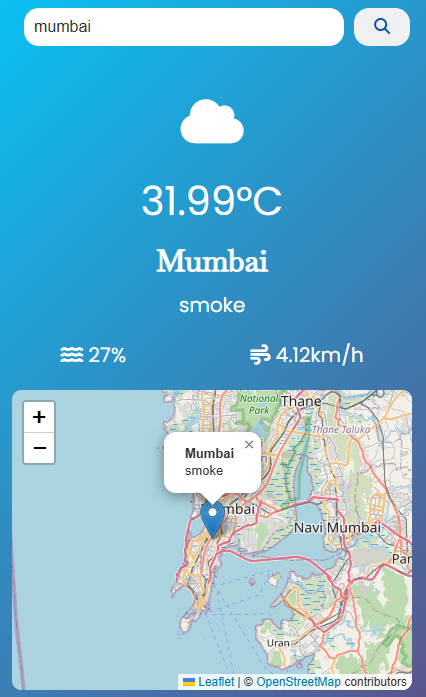 mumbai
31.99°C
Mumbai
smoke
27%
4.12km/h
+
−
National
Park
Thane
Thane Taluka
×
Mumbai
smoke
mbai
Navi Mumbai
Pan
Uran
Leaflet | © OpenStreetMap contributors